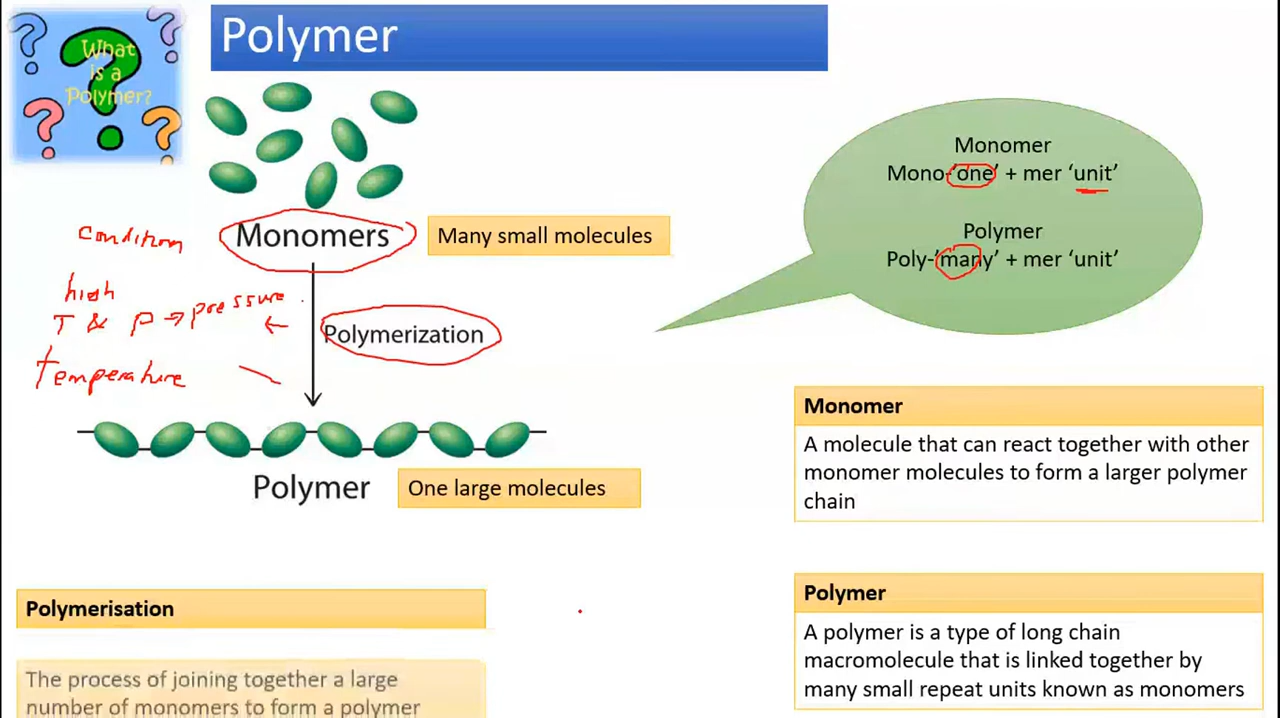 What
is a
Polymer?
Polymer
Monomers
Many small molecules
condition
high
T & P → pressure
temperature
Polymerization
Polymer
One large molecules
Monomer
Mono-'one' + mer 'unit'
Polymer
Poly-'many' + mer 'unit'
Monomer
A molecule that can react together with other
monomer molecules to form a larger polymer
chain
Polymerisation
The process of joining together a large
number of monomers to form a polymer
Polymer
A polymer is a type of long chain
macromolecule that is linked together by
many small repeat units known as monomers